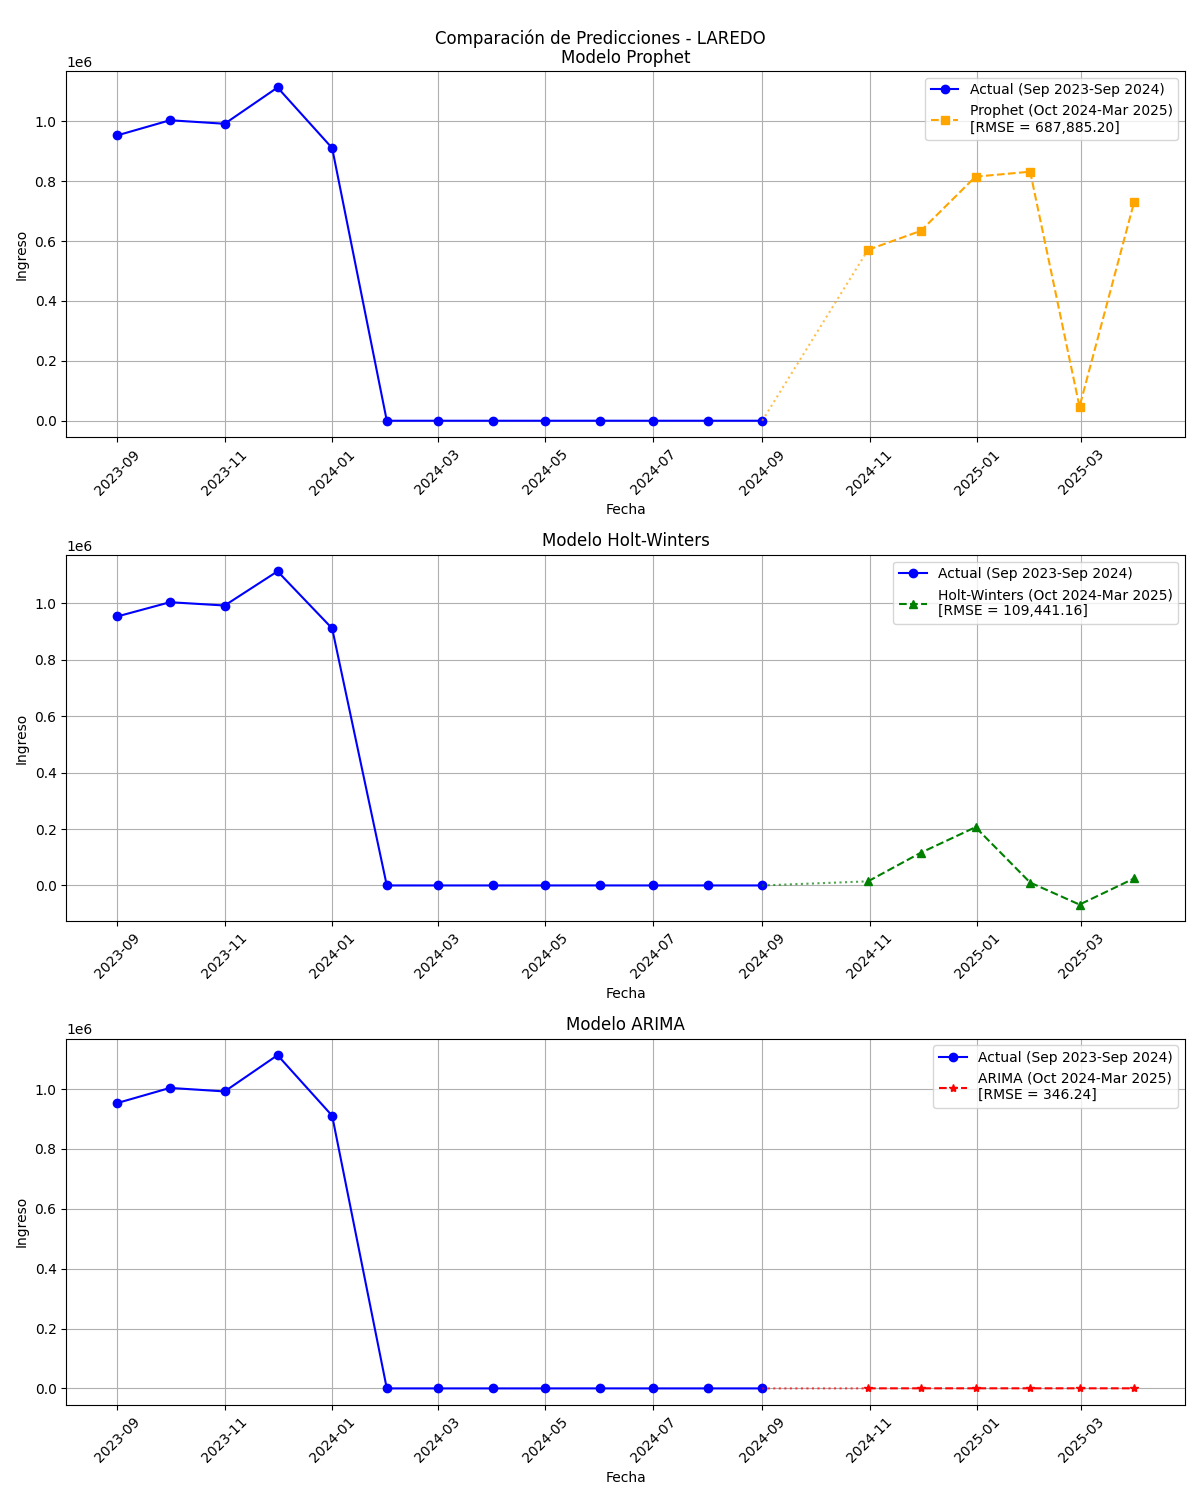 Comparación de Predicciones - LAREDO
Modelo Prophet
1e6
Actual (Sep 2023-Sep 2024)
Prophet (Oct 2024-Mar 2025)
[RMSE = 687,885.20]
1.0
0.8
0.6
0.4
0.2
0.0
Ingreso
2023-09
2023-11
2024-01
2024-03
2024-05
2024-07
2024-09
2024-11
2025-01
2025-03
Fecha
Modelo Holt-Winters
1e6
Actual (Sep 2023-Sep 2024)
Holt-Winters (Oct 2024-Mar 2025)
[RMSE = 109,441.16]
1.0
0.8
0.6
0.4
0.2
0.0
Ingreso
2023-09
2023-11
2024-01
2024-03
2024-05
2024-07
2024-09
2024-11
2025-01
2025-03
Fecha
Modelo ARIMA
1e6
Actual (Sep 2023-Sep 2024)
ARIMA (Oct 2024-Mar 2025)
[RMSE = 346.24]
1.0
0.8
0.6
0.4
0.2
0.0
Ingreso
2023-09
2023-11
2024-01
2024-03
2024-05
2024-07
2024-09
2024-11
2025-01
2025-03
Fecha